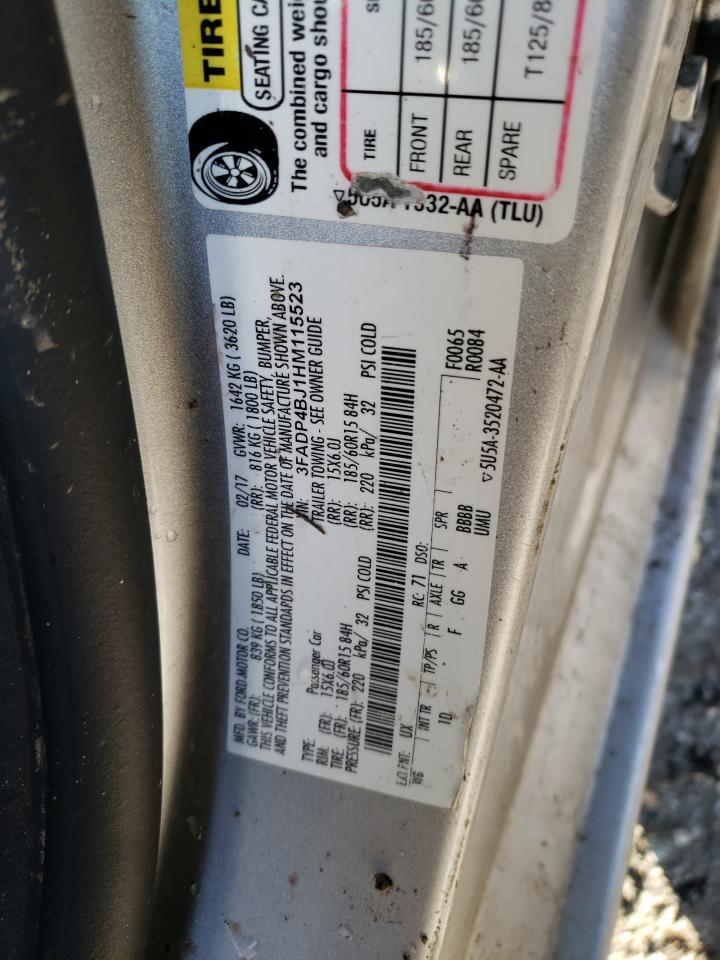 TIRE
SEATING CA
The combined wei
and cargo shou
TIRE
FRONT 185/60
REAR 185/60
SPARE T125/8
332-AA (TLU)
MFD. BY FORD MOTOR CO. DATE: 02/17 GVWR: 1642 KG ( 3620 LB)
GAWR: (FR): 839 KG ( 1850 LB) (RR): 816 KG ( 1800 LB)
THIS VEHICLE CONFORMS TO ALL APPLICABLE FEDERAL MOTOR VEHICLE SAFETY, BUMPER,
AND THEFT PREVENTION STANDARDS IN EFFECT ON THE DATE OF MANUFACTURE SHOWN ABOVE.
VIN: 3FADP4BJ1HM115523
TYPE: Passenger Car TRAILER TOWING - SEE OWNER GUIDE
RIM: (FR): 15X6.0J (RR): 15X6.0J
TIRE: (FR): 185/60R15 84H (RR): 185/60R15 84H
PRESSURE (FR): 220 kPa/ 32 PSI COLD (RR): 220 kPa/ 32 PSI COLD
EXT PNT: UX RC: 71 DSO: F0065
WB INT TR TP/PS R AXLE TR SPR R0084
1D F GG A BBBB
UMU
▽5U5A-3520472-AA